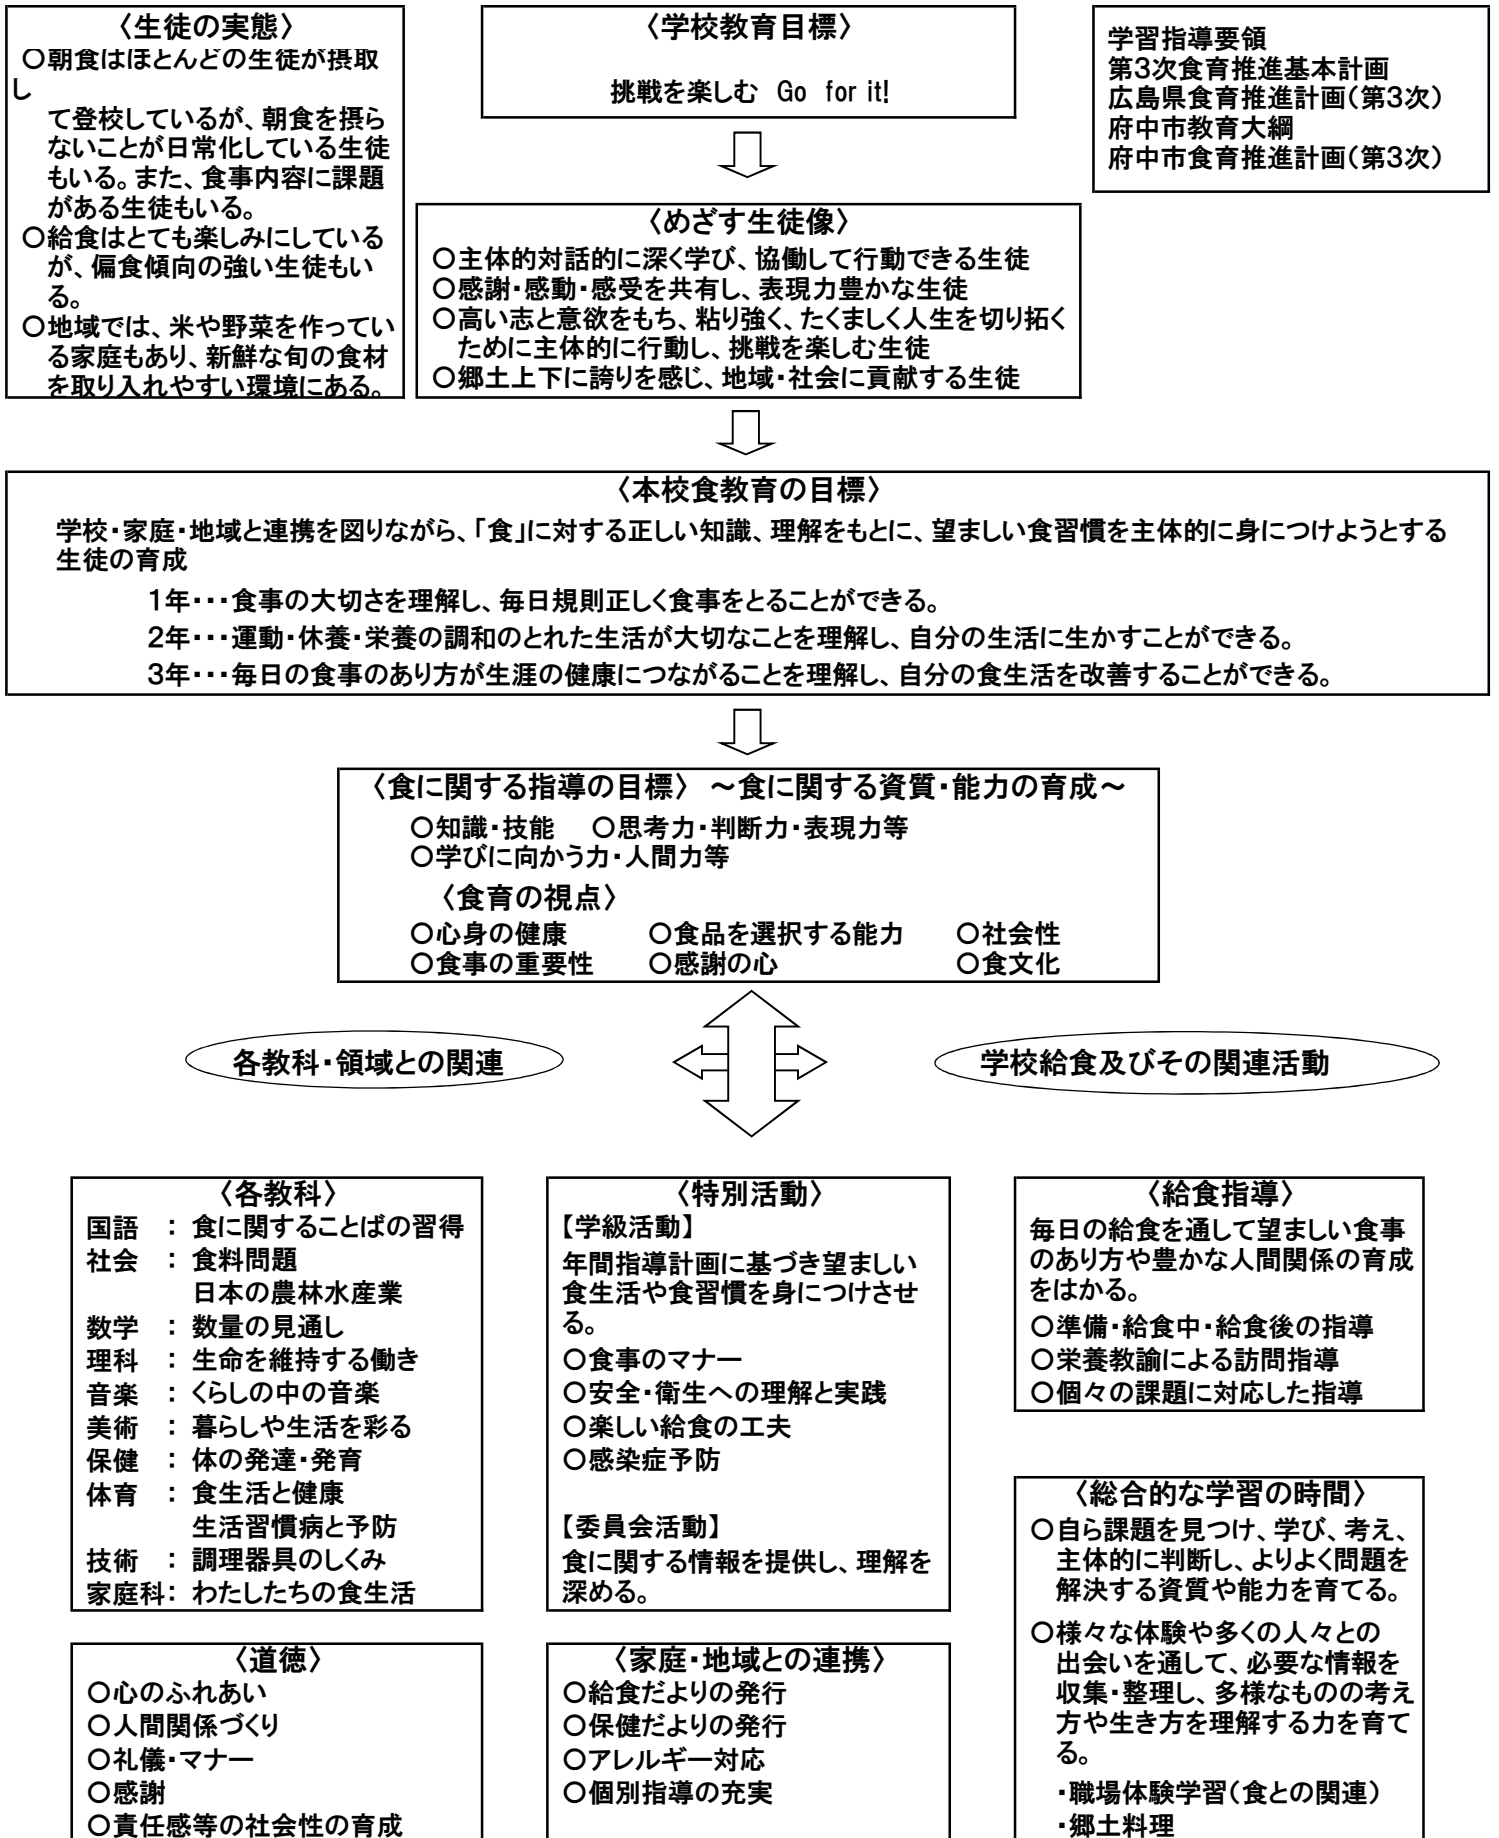 〈生徒の実態〉
○朝食はほとんどの生徒が摂取
し
て登校しているが、朝食を摂ら
ないことが日常化している生徒
もいる。また、食事内容に課題
がある生徒もいる。
○給食はとても楽しみにしている
が、偏食傾向の強い生徒もい
る。
○地域では、米や野菜を作ってい
る家庭もあり、新鮮な旬の食材
を取り入れやすい環境にある。
〈学校教育目標〉
挑戦を楽しむ Go for it!
学習指導要領
第3次食育推進基本計画
広島県食育推進計画(第3次)
府中市教育大綱
府中市食育推進計画(第3次)
〈めざす生徒像〉
○主体的対話的に深く学び、協働して行動できる生徒
○感謝・感動・感受を共有し、表現力豊かな生徒
○高い志と意欲をもち、粘り強く、たくましく人生を切り拓く
ために主体的に行動し、挑戦を楽しむ生徒
○郷土上下に誇りを感じ、地域・社会に貢献する生徒
〈本校食教育の目標〉
学校・家庭・地域と連携を図りながら、「食」に対する正しい知識、理解をもとに、望ましい食習慣を主体的に身につけようとする
生徒の育成
1年・・・食事の大切さを理解し、毎日規則正しく食事をとることができる。
2年・・・運動・休養・栄養の調和のとれた生活が大切なことを理解し、自分の生活に生かすことができる。
3年・・・毎日の食事のあり方が生涯の健康につながることを理解し、自分の食生活を改善することができる。
〈食に関する指導の目標〉 ～食に関する資質・能力の育成～
○知識・技能 ○思考力・判断力・表現力等
○学びに向かう力・人間力等
〈食育の視点〉
○心身の健康 ○食品を選択する能力 ○社会性
○食事の重要性 ○感謝の心 ○食文化
各教科・領域との関連
学校給食及びその関連活動
〈各教科〉
国語 : 食に関することばの習得
社会 : 食料問題
日本の農林水産業
数学 : 数量の見通し
理科 : 生命を維持する働き
音楽 : くらしの中の音楽
美術 : 暮らしや生活を彩る
保健 : 体の発達・発育
体育 : 食生活と健康
生活習慣病と予防
技術 : 調理器具のしくみ
家庭科: わたしたちの食生活
〈特別活動〉
【学級活動】
年間指導計画に基づき望ましい
食生活や食習慣を身につけさせ
る。
○食事のマナー
○安全・衛生への理解と実践
○楽しい給食の工夫
○感染症予防
【委員会活動】
食に関する情報を提供し、理解を
深める。
〈給食指導〉
毎日の給食を通して望ましい食事
のあり方や豊かな人間関係の育成
をはかる。
○準備・給食中・給食後の指導
○栄養教諭による訪問指導
○個々の課題に対応した指導
〈道徳〉
○心のふれあい
○人間関係づくり
○礼儀・マナー
○感謝
○責任感等の社会性の育成
〈家庭・地域との連携〉
○給食だよりの発行
○保健だよりの発行
○アレルギー対応
○個別指導の充実
〈総合的な学習の時間〉
○自ら課題を見つけ、学び、考え、
主体的に判断し、よりよく問題を
解決する資質や能力を育てる。
○様々な体験や多くの人々との
出会いを通して、必要な情報を
収集・整理し、多様なものの考え
方や生き方を理解する力を育て
る。
・職場体験学習(食との関連)
・郷土料理